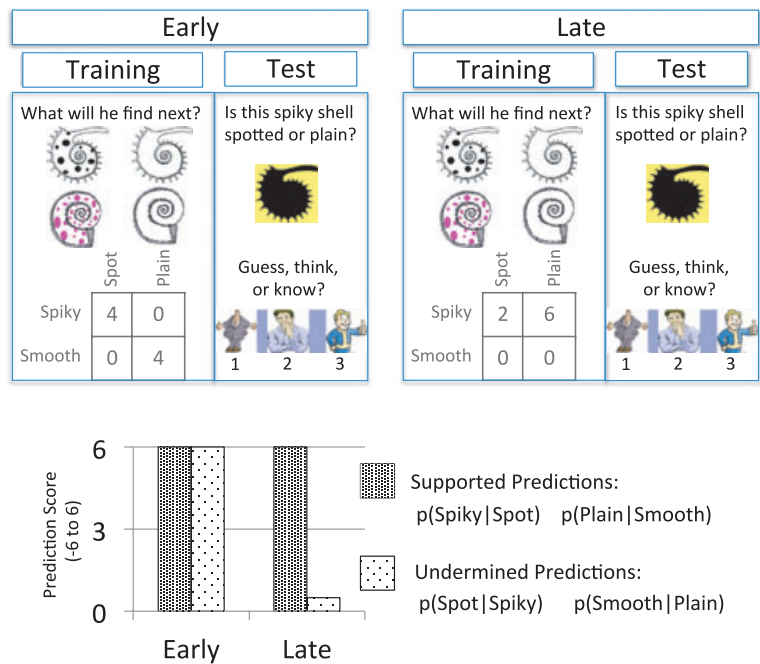 Early
Training
Test
What will he find next?
Is this spiky shell
spotted or plain?
Spot
Plain
Spiky 4 0
Smooth 0 4
Guess, think,
or know?
1 2 3
Late
Training
Test
What will he find next?
Is this spiky shell
spotted or plain?
Spot
Plain
Spiky 2 6
Smooth 0 0
Guess, think,
or know?
1 2 3
Prediction Score
(-6 to 6)
6
3
0
Early
Late
Supported Predictions:
p(Spiky|Spot) p(Plain|Smooth)
Undermined Predictions:
p(Spot|Spiky) p(Smooth|Plain)